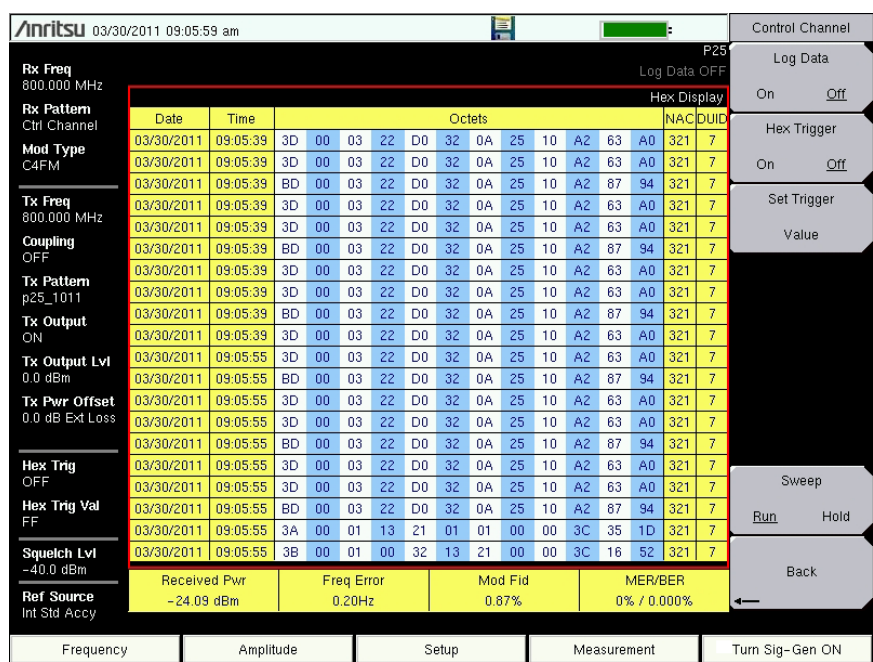 Anritsu 03/30/2011 09:05:59 am
P25
Log Data OFF
Hex Display
Rx Freq
800.000 MHz
Rx Pattern
Ctrl Channel
Mod Type
C4FM
Tx Freq
800.000 MHz
Coupling
OFF
Tx Pattern
p25_1011
Tx Output
ON
Tx Output Lvl
0.0 dBm
Tx Pwr Offset
0.0 dB Ext Loss
Hex Trig
OFF
Hex Trig Val
FF
Squelch Lvl
-40.0 dBm
Ref Source
Int Std Accy
Date Time Octets NAC DUID
03/30/2011 09:05:39 3D 00 03 22 D0 32 0A 25 10 A2 63 A0 321 7
03/30/2011 09:05:39 3D 00 03 22 D0 32 0A 25 10 A2 63 A0 321 7
03/30/2011 09:05:39 BD 00 03 22 D0 32 0A 25 10 A2 87 94 321 7
03/30/2011 09:05:39 3D 00 03 22 D0 32 0A 25 10 A2 63 A0 321 7
03/30/2011 09:05:39 3D 00 03 22 D0 32 0A 25 10 A2 63 A0 321 7
03/30/2011 09:05:39 BD 00 03 22 D0 32 0A 25 10 A2 87 94 321 7
03/30/2011 09:05:39 3D 00 03 22 D0 32 0A 25 10 A2 63 A0 321 7
03/30/2011 09:05:39 3D 00 03 22 D0 32 0A 25 10 A2 63 A0 321 7
03/30/2011 09:05:39 BD 00 03 22 D0 32 0A 25 10 A2 87 94 321 7
03/30/2011 09:05:39 3D 00 03 22 D0 32 0A 25 10 A2 63 A0 321 7
03/30/2011 09:05:55 3D 00 03 22 D0 32 0A 25 10 A2 63 A0 321 7
03/30/2011 09:05:55 BD 00 03 22 D0 32 0A 25 10 A2 87 94 321 7
03/30/2011 09:05:55 3D 00 03 22 D0 32 0A 25 10 A2 63 A0 321 7
03/30/2011 09:05:55 3D 00 03 22 D0 32 0A 25 10 A2 63 A0 321 7
03/30/2011 09:05:55 BD 00 03 22 D0 32 0A 25 10 A2 87 94 321 7
03/30/2011 09:05:55 3D 00 03 22 D0 32 0A 25 10 A2 63 A0 321 7
03/30/2011 09:05:55 3D 00 03 22 D0 32 0A 25 10 A2 63 A0 321 7
03/30/2011 09:05:55 BD 00 03 22 D0 32 0A 25 10 A2 87 94 321 7
03/30/2011 09:05:55 3A 00 01 13 21 01 01 00 00 3C 35 1D 321 7
03/30/2011 09:05:55 3B 00 01 00 32 13 21 00 00 3C 16 52 321 7
Received Pwr Freq Error Mod Fid MER/BER
-24.09 dBm 0.20Hz 0.87% 0% / 0.000%
Control Channel
Log Data
On Off
Hex Trigger
On Off
Set Trigger
Value
Sweep
Run Hold
Back
Frequency Amplitude Setup Measurement Turn Sig-Gen ON